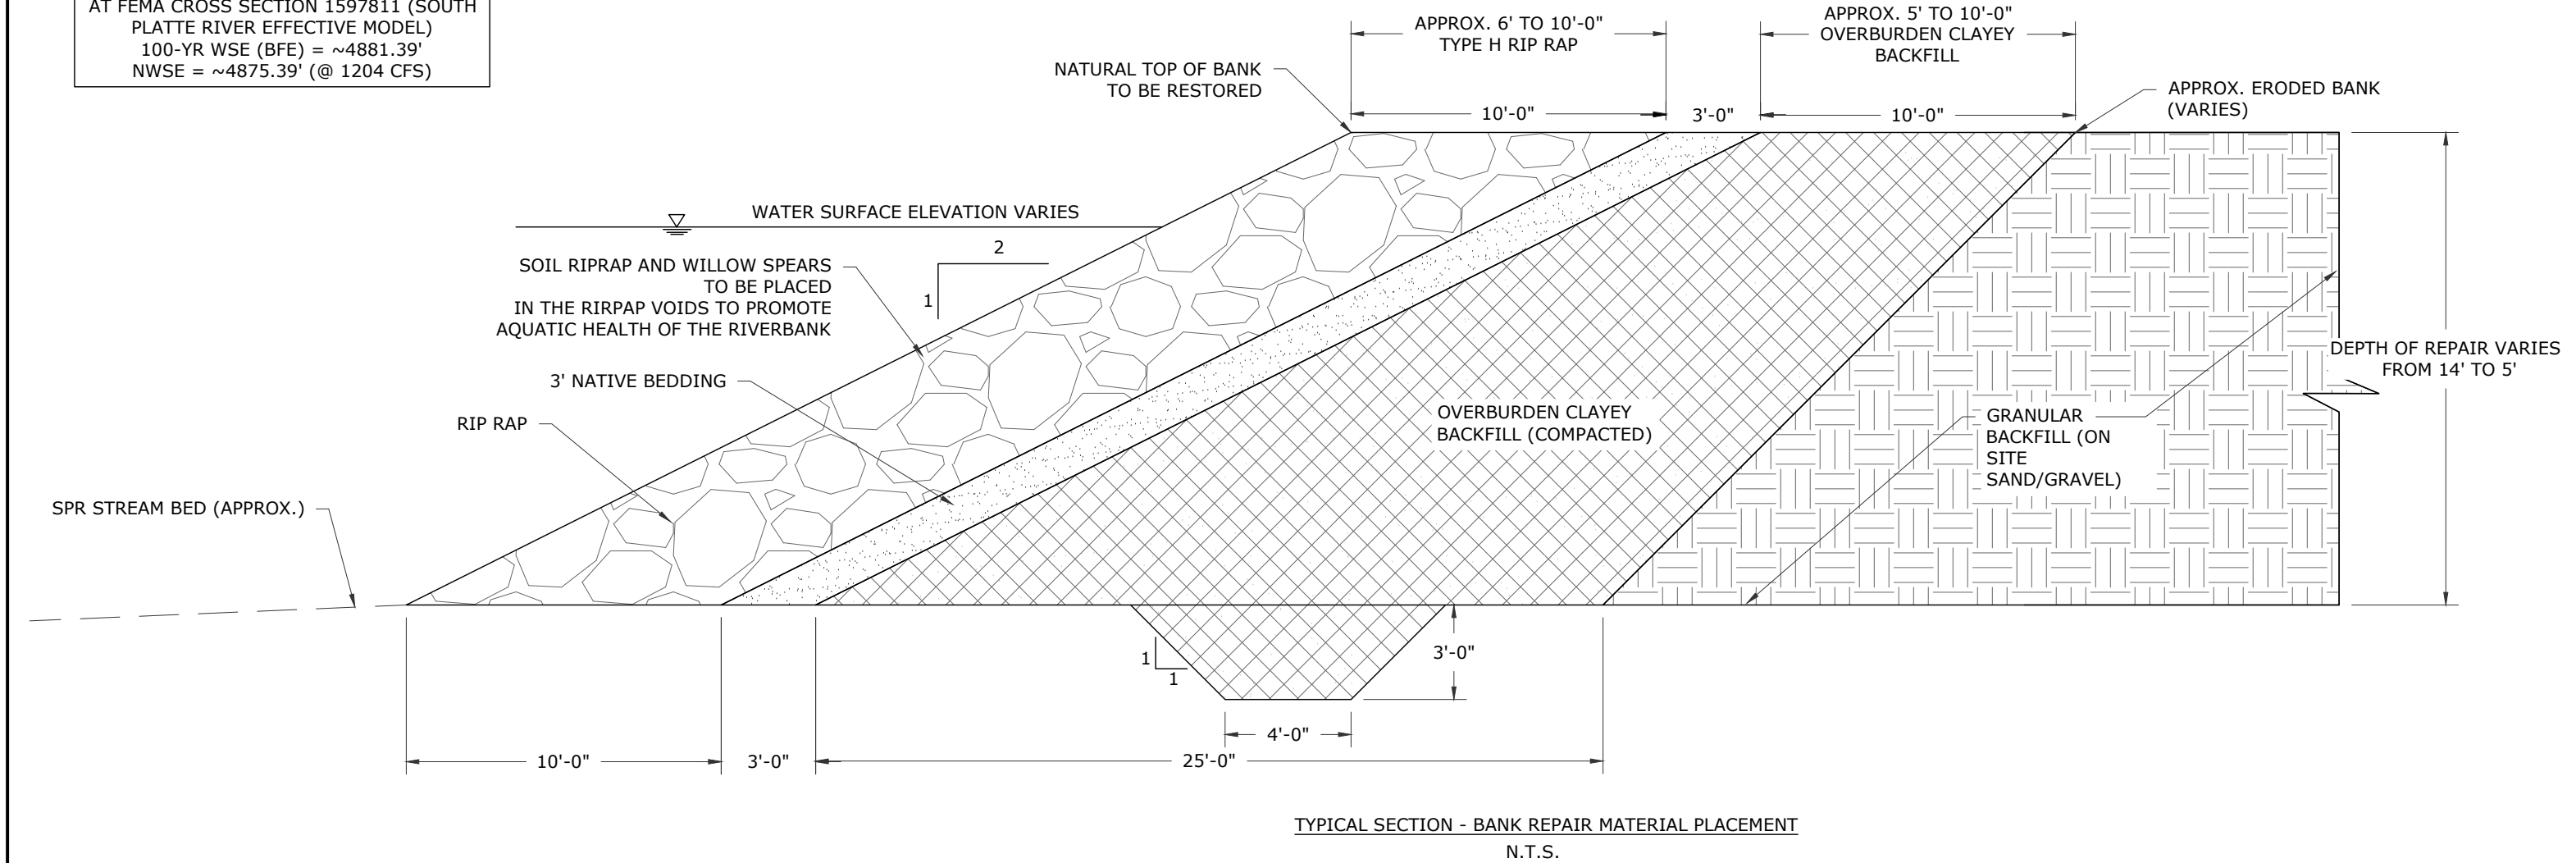 AT FEMA CROSS SECTION 1597811 (SOUTH
PLATTE RIVER EFFECTIVE MODEL)
100-YR WSE (BFE) = ~4881.39'
NWSE = ~4875.39' (@ 1204 CFS)
APPROX. 6' TO 10'-0"
TYPE H RIP RAP
APPROX. 5' TO 10'-0"
OVERBURDEN CLAYEY
BACKFILL
NATURAL TOP OF BANK
TO BE RESTORED
APPROX. ERODED BANK
(VARIES)
10'-0"
3'-0"
10'-0"
WATER SURFACE ELEVATION VARIES
2
1
SOIL RIPRAP AND WILLOW SPEARS
TO BE PLACED
IN THE RIRPAP VOIDS TO PROMOTE
AQUATIC HEALTH OF THE RIVERBANK
DEPTH OF REPAIR VARIES
FROM 14' TO 5'
3' NATIVE BEDDING
RIP RAP
OVERBURDEN CLAYEY
BACKFILL (COMPACTED)
GRANULAR
BACKFILL (ON
SITE
SAND/GRAVEL)
SPR STREAM BED (APPROX.)
1
1
3'-0"
4'-0"
10'-0"
3'-0"
25'-0"
TYPICAL SECTION - BANK REPAIR MATERIAL PLACEMENT
N.T.S.